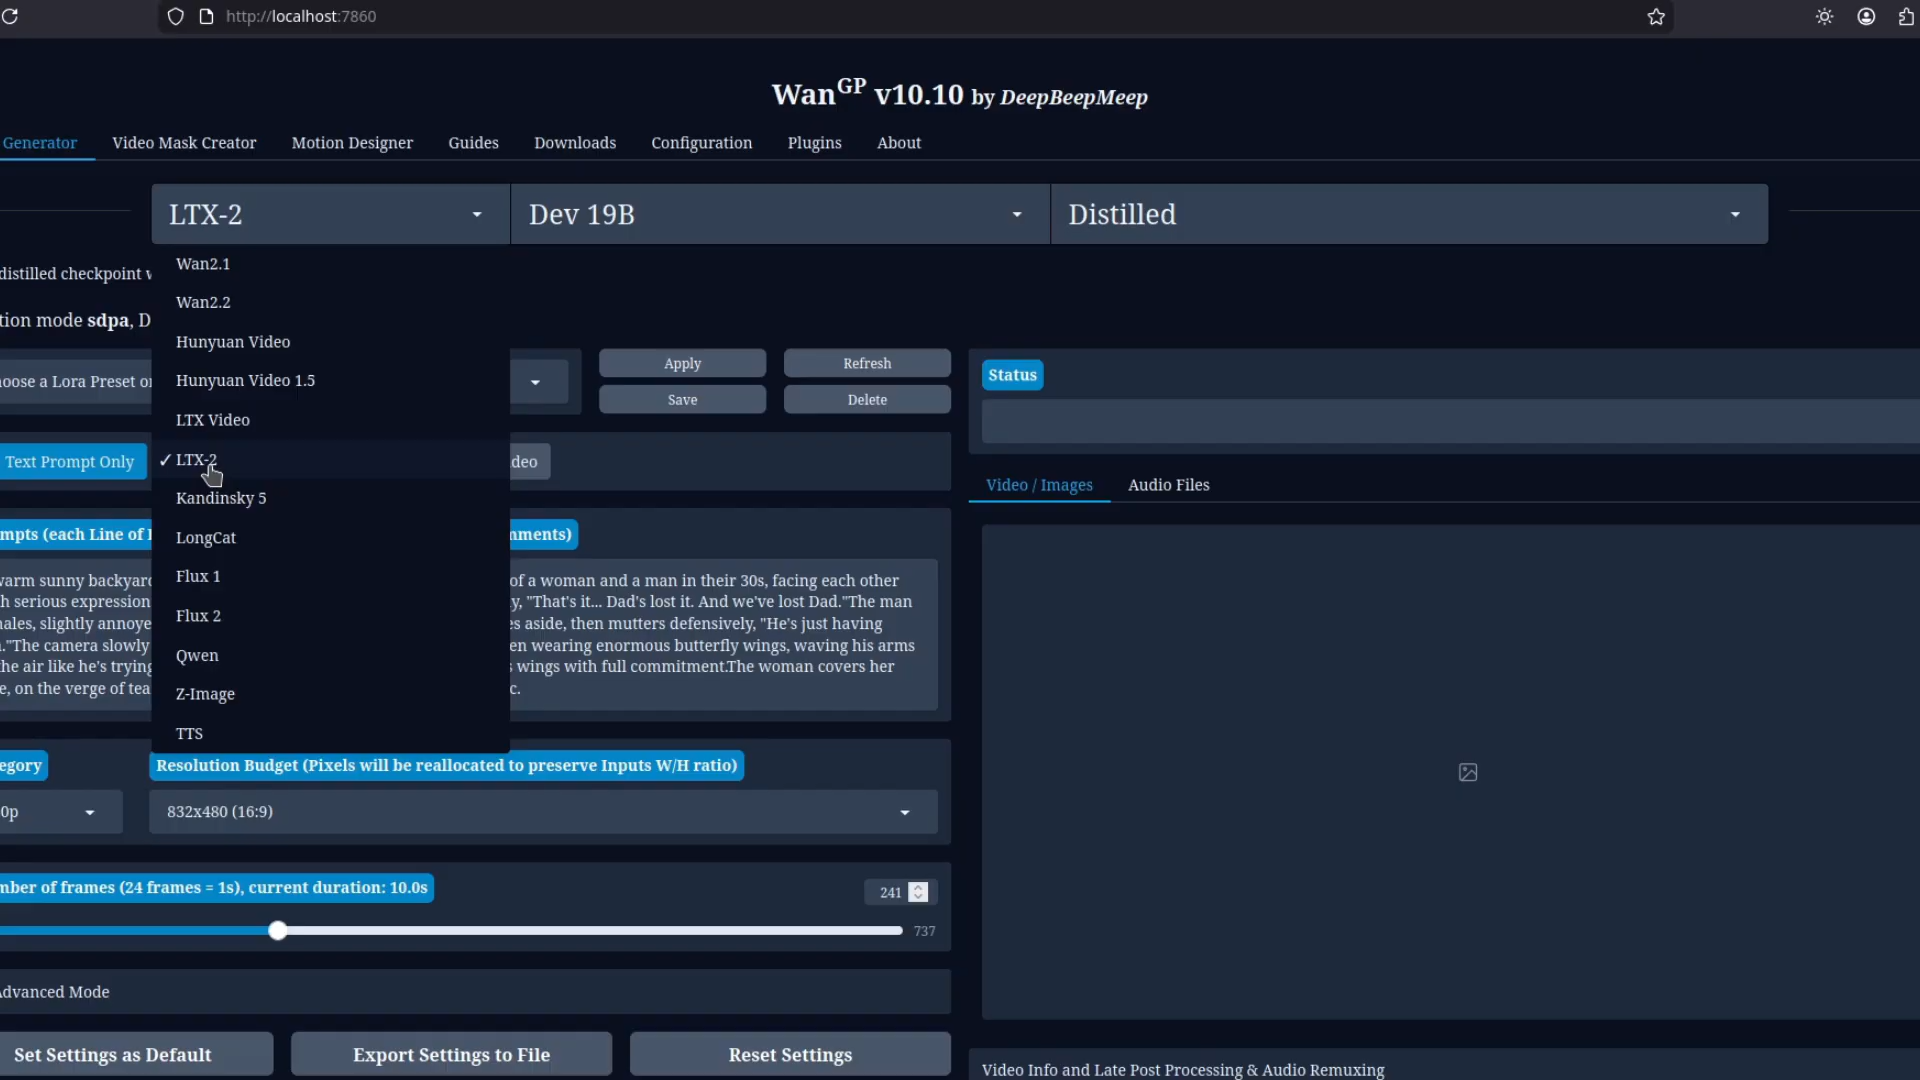 http://localhost:7860
WanGP v10.10 by DeepBeepMeep
Generator
Video Mask Creator
Motion Designer
Guides
Downloads
Configuration
Plugins
About
LTX-2
Dev 19B
Distilled
distilled checkpoint
Wan2.1
Wan2.2
Hunyuan Video
Hunyuan Video 1.5
LTX Video
✓ LTX-2
Kandinsky 5
LongCat
Flux 1
Flux 2
Qwen
Z-Image
TTS
tion mode sdpa, D
oose a Lora Preset or
Apply
Refresh
Save
Delete
Status
Text Prompt Only
deo
Video / Images
Audio Files
mpts (each Line of
mments)
warm sunny backyard
of a woman and a man in their 30s, facing each other
h serious expression
y, "That's it... Dad's lost it. And we've lost Dad."The man
hales, slightly annoye
es aside, then mutters defensively, "He's just having
."The camera slowly
en wearing enormous butterfly wings, waving his arms
the air like he's trying
s wings with full commitment.The woman covers her
e, on the verge of tea
c.
egory
Resolution Budget (Pixels will be reallocated to preserve Inputs W/H ratio)
0p
832x480 (16:9)
mber of frames (24 frames = 1s), current duration: 10.0s
241
737
Advanced Mode
Set Settings as Default
Export Settings to File
Reset Settings
Video Info and Late Post Processing & Audio Remuxing